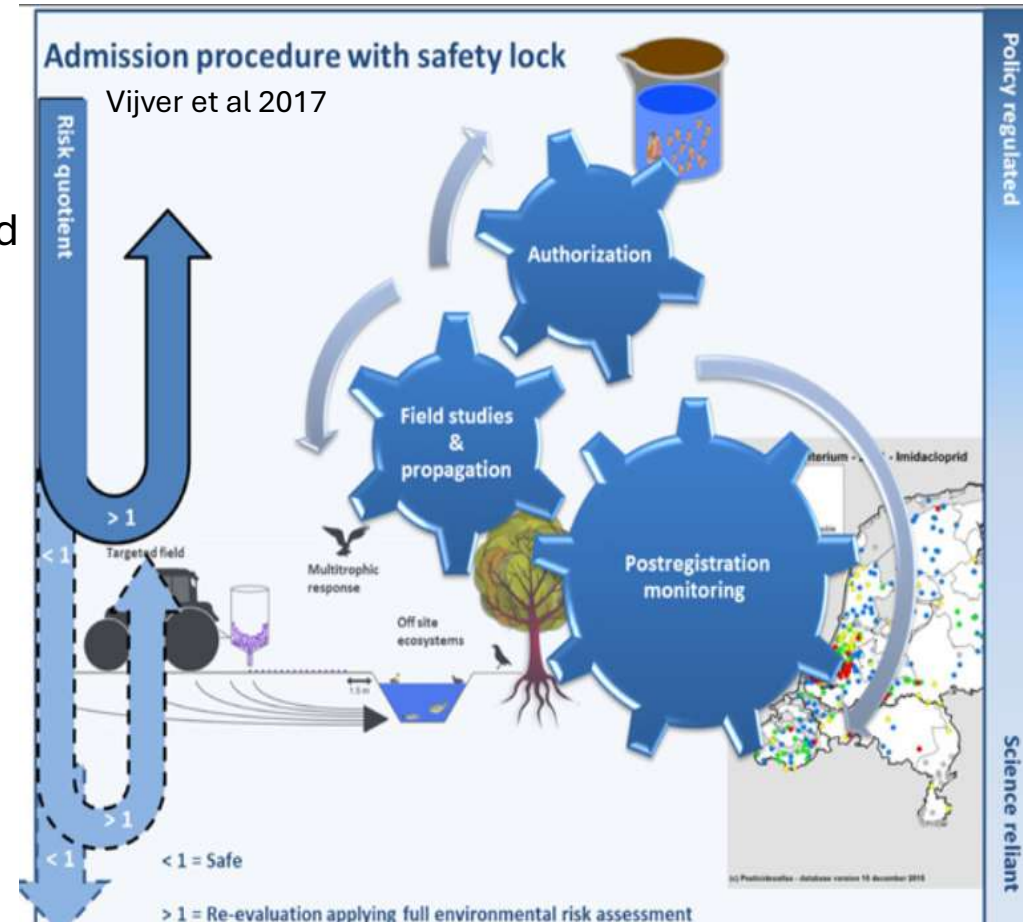 Admission procedure with safety lock
Vijver et al 2017
Policy regulated
Risk quotient
d
Authorization
Field studies
&
propagation
- Imidacloprid
> 1
< 1
Targeted field
Multitrophic
response
Postregistration
monitoring
Off site
ecosystems
1.5 m
Science reliant
> 1
< 1
< 1 = Safe
(c) Pesticidesatlas - database version 15 december 2015
> 1 = Re-evaluation applying full environmental risk assessment